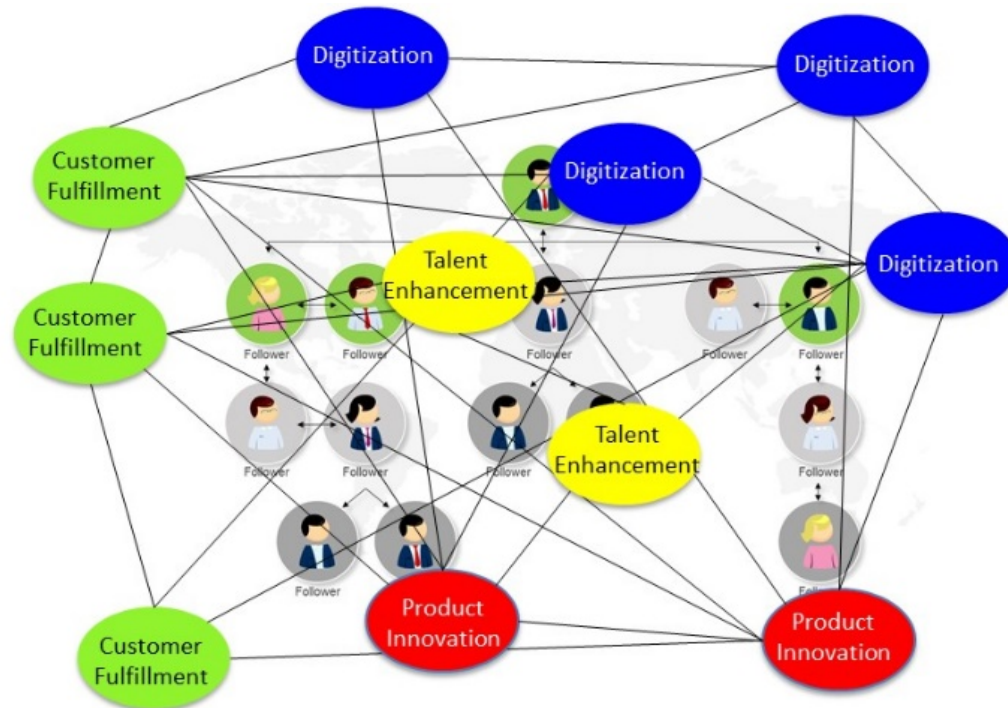 Digitization
Digitization
Customer
Fulfillment
Digitization
Talent
Enhancement
Digitization
Customer
Fulfillment
Follower
Follower
Follower
Follower
Follower
Talent
Enhancement
Follower
Follower
Follower
Follower
Follower
Product
Innovation
Product
Innovation
Customer
Fulfillment